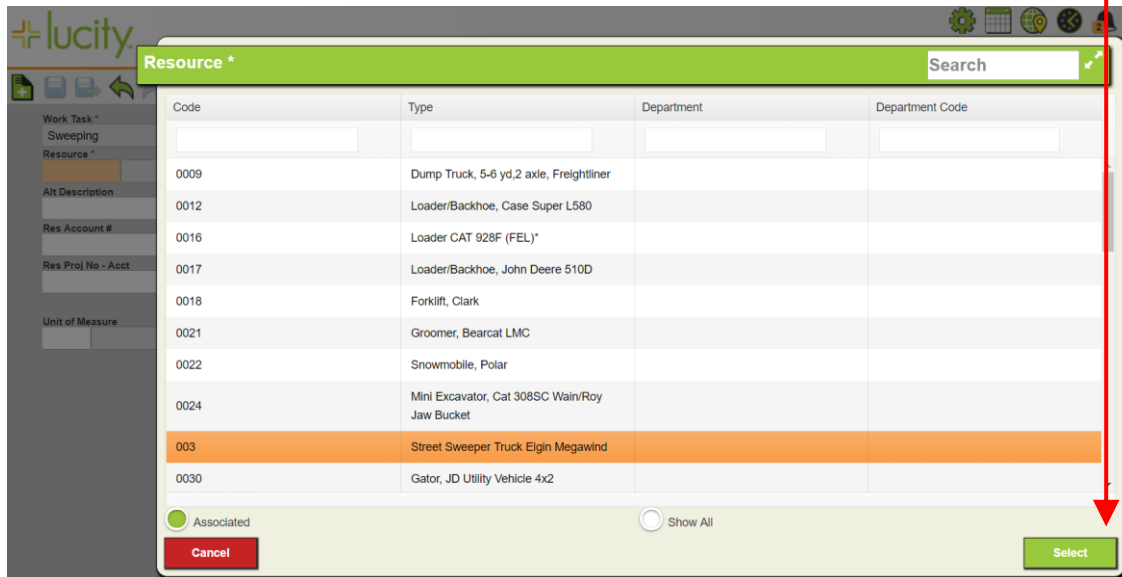 lucity
2
Resource *
Search
Work Task *
Sweeping
Resource *
Alt Description
Res Account #
Res Proj No - Acct
Unit of Measure
Code Type Department Department Code
0009 Dump Truck, 5-6 yd,2 axle, Freightliner
0012 Loader/Backhoe, Case Super L580
0016 Loader CAT 928F (FEL)*
0017 Loader/Backhoe, John Deere 510D
0018 Forklift, Clark
0021 Groomer, Bearcat LMC
0022 Snowmobile, Polar
0024 Mini Excavator, Cat 308SC Wain/Roy
Jaw Bucket
003 Street Sweeper Truck Elgin Megawind
0030 Gator, JD Utility Vehicle 4x2
Associated Show All
Cancel Select